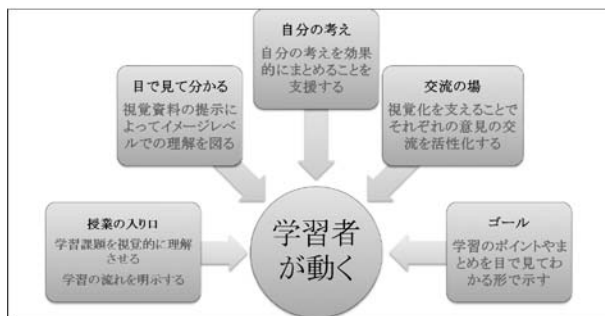 自分の考え
自分の考えを効果
的にまとめることを
支援する
目で見て分かる
視覚資料の提示に
よってイメージレベ
ルでの理解を図る
交流の場
視覚化を支えることで
それぞれの意見の交
流を活性化する
授業の入り口
学習課題を視覚的に理解
させる
学習の流れを明示する
学習者
が動く
ゴール
学習のポイントやま
とめを目で見てわ
かる形で示す